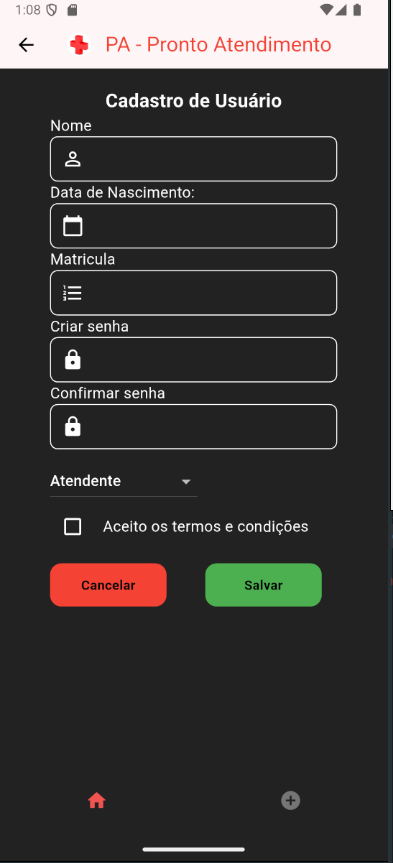 1:08
PA - Pronto Atendimento
Cadastro de Usuário
Nome
Data de Nascimento:
Matricula
Criar senha
Confirmar senha
Atendente
Aceito os termos e condições
Cancelar Salvar